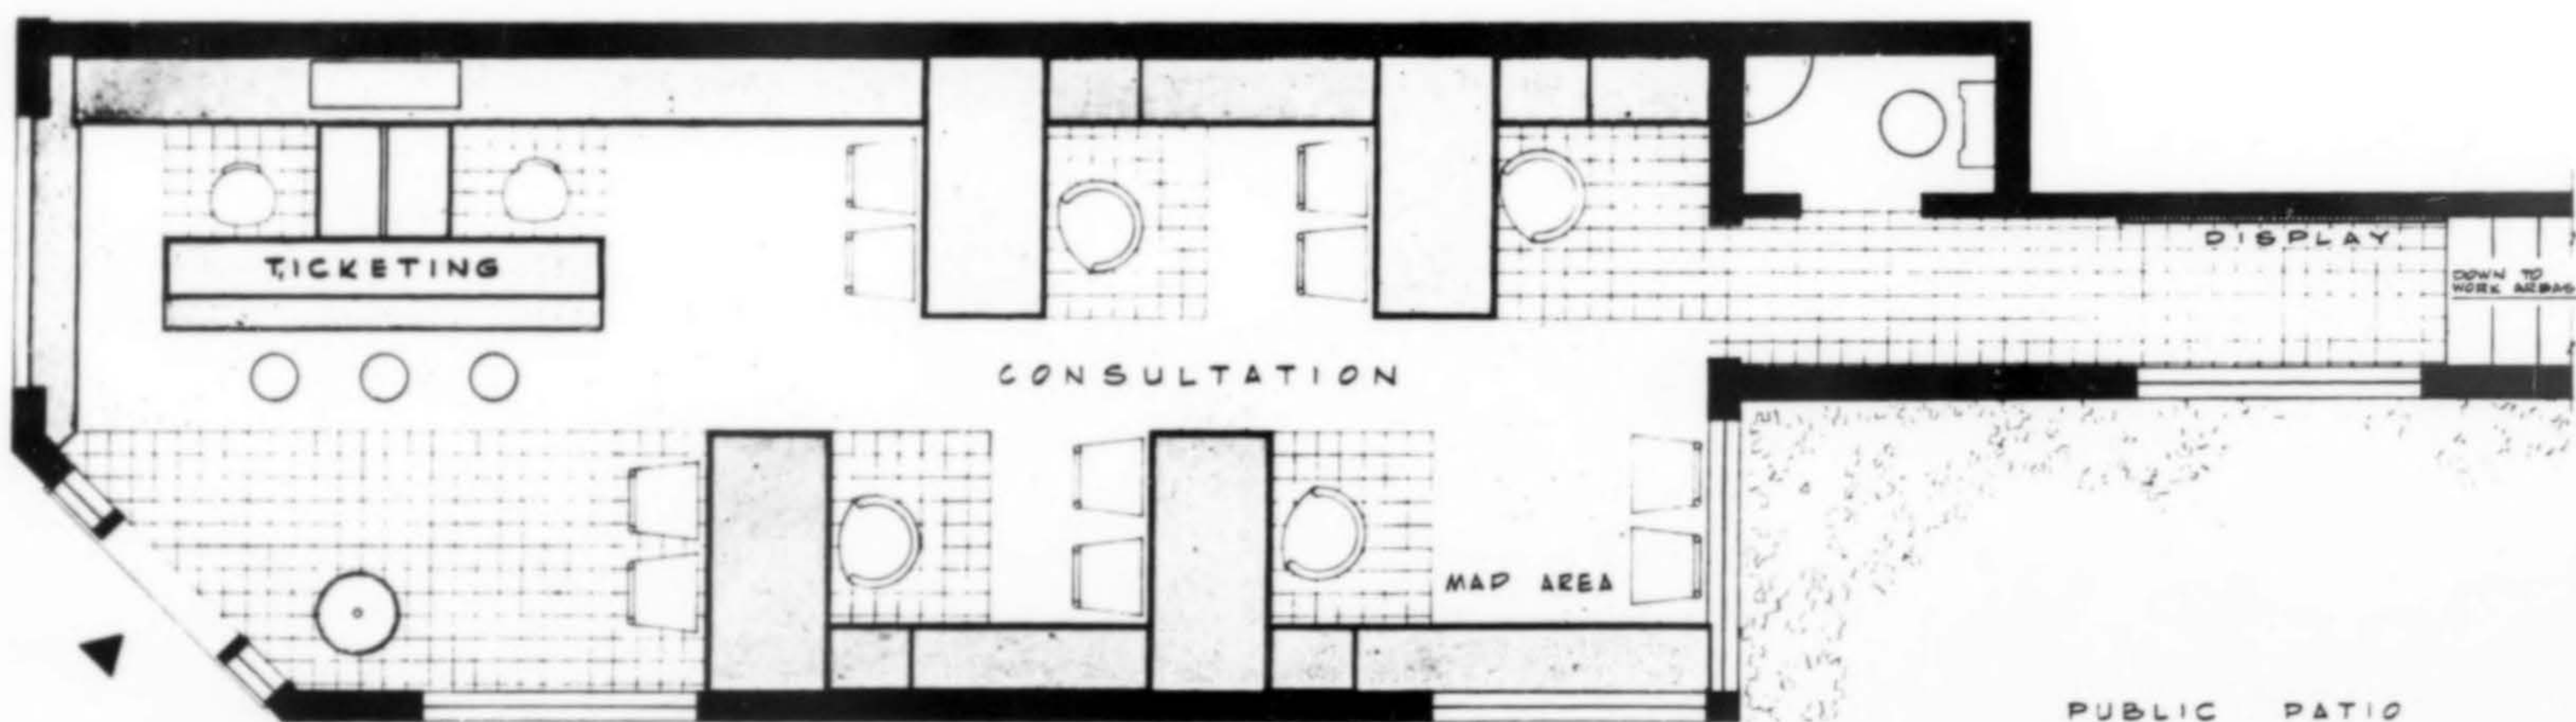 TICKETING
DISPLAY
DOWN TO
WORK AREAS
CONSULTATION
MAP AREA
PUBLIC PATIO